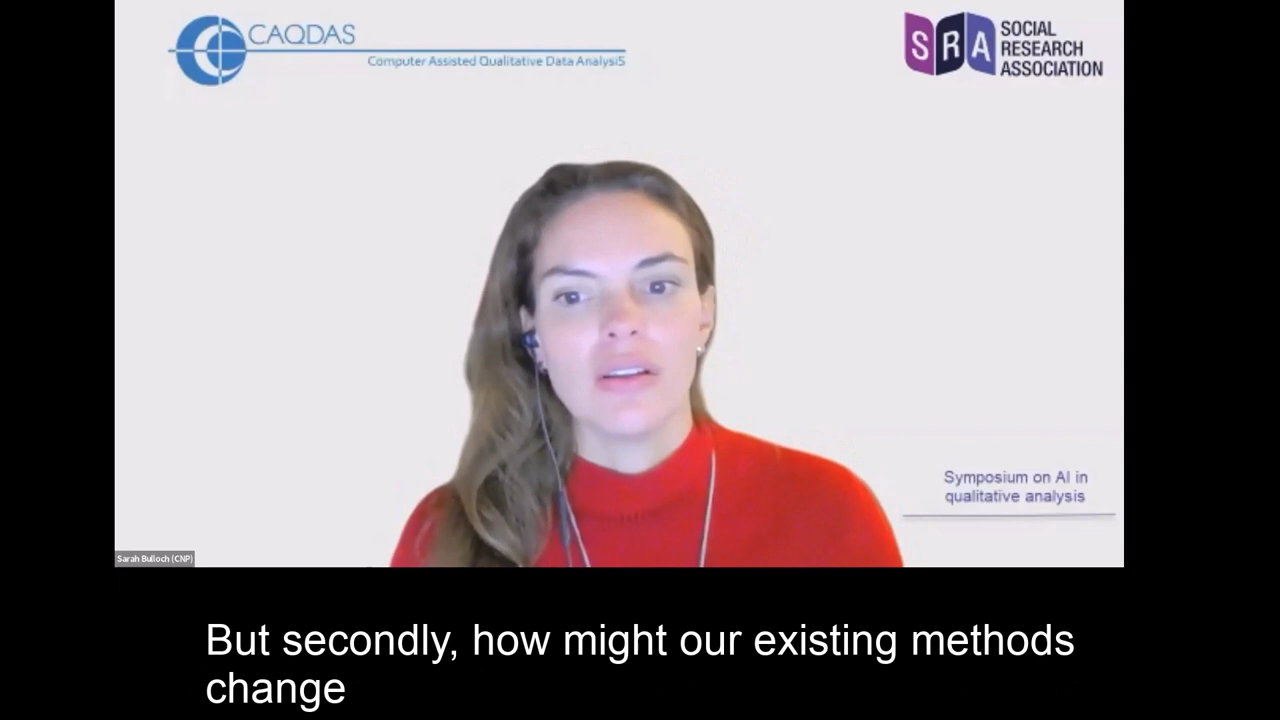 CAQDAS
Computer Assisted Qualitative Data AnalysiS
SRA
SOCIAL
RESEARCH
ASSOCIATION
Symposium on AI in
qualitative analysis
Sarah Bulloch (CNP)
But secondly, how might our existing methods
change